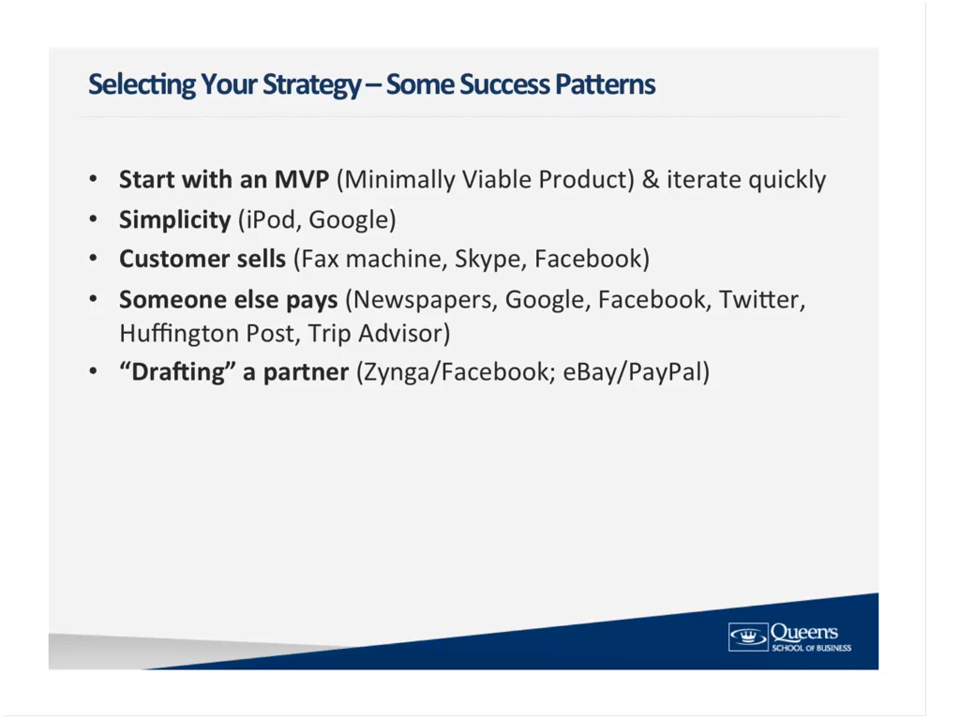 Selecting Your Strategy – Some Success Patterns
• Start with an MVP (Minimally Viable Product) & iterate quickly
• Simplicity (iPod, Google)
• Customer sells (Fax machine, Skype, Facebook)
• Someone else pays (Newspapers, Google, Facebook, Twitter,
Huffington Post, Trip Advisor)
• “Drafting” a partner (Zynga/Facebook; eBay/PayPal)
Queen's
SCHOOL OF BUSINESS